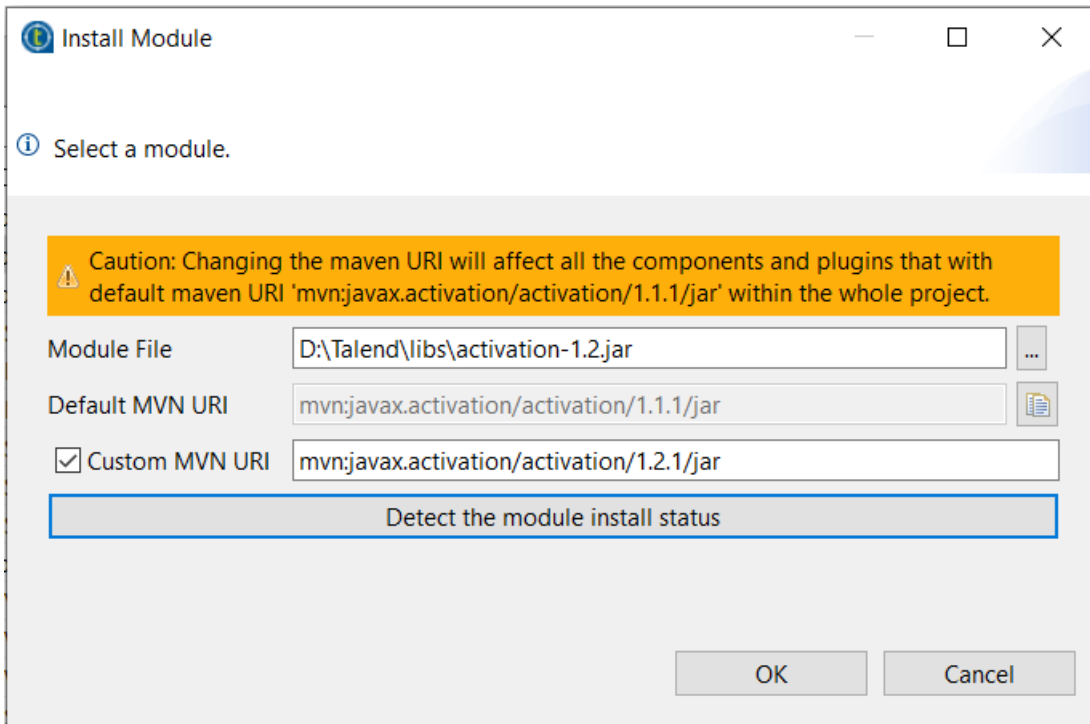 Install Module
Select a module.
Caution: Changing the maven URI will affect all the components and plugins that with
default maven URI 'mvn:javax.activation/activation/1.1.1/jar' within the whole project.
Module File D:\Talend\libs\activation-1.2.jar ...
Default MVN URI mvn:javax.activation/activation/1.1.1/jar
Custom MVN URI mvn:javax.activation/activation/1.2.1/jar
Detect the module install status
OK Cancel